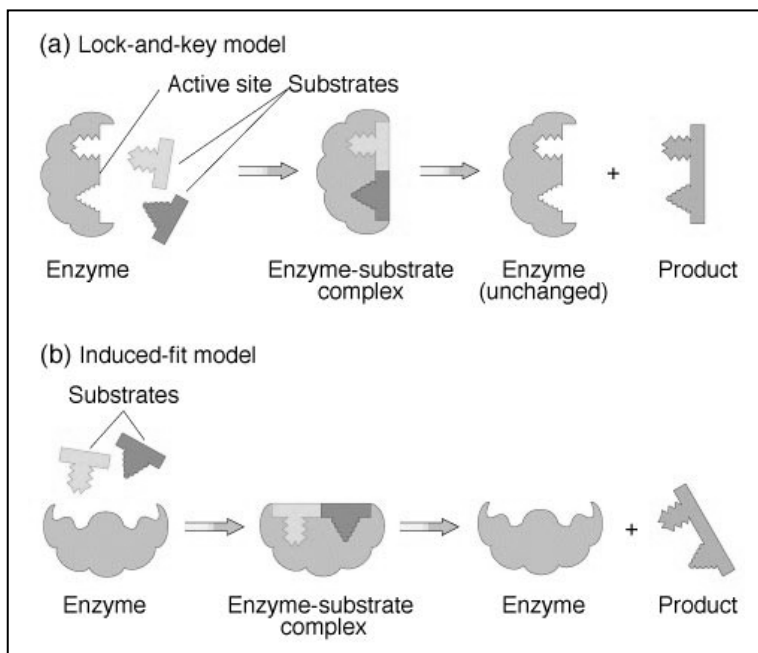 (a) Lock-and-key model
Active site Substrates
Enzyme
Enzyme-substrate
complex
Enzyme
(unchanged)
+
Product
(b) Induced-fit model
Substrates
Enzyme
Enzyme-substrate
complex
Enzyme
+
Product